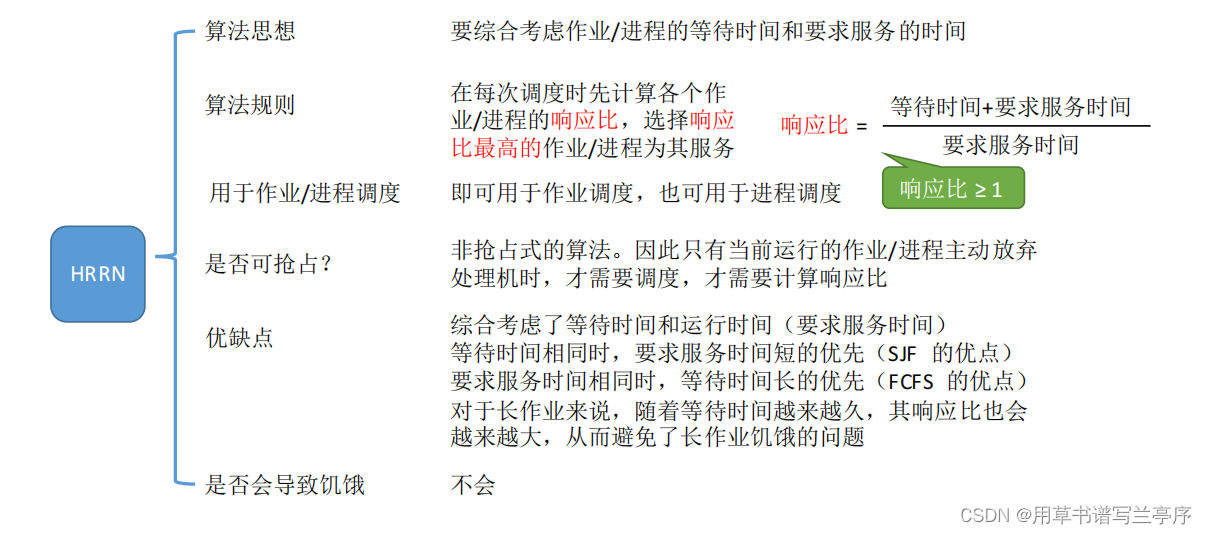 HRRN
算法思想
要综合考虑作业/进程的等待时间和要求服务的时间
算法规则
在每次调度时先计算各个作
业/进程的响应比，选择响应
比最高的作业/进程为其服务
响应比 =
等待时间+要求服务时间
要求服务时间
响应比 ≥ 1
用于作业/进程调度
即可用于作业调度，也可用于进程调度
是否可抢占？
非抢占式的算法。因此只有当前运行的作业/进程主动放弃
处理机时，才需要调度，才需要计算响应比
优缺点
综合考虑了等待时间和运行时间（要求服务时间）
等待时间相同时，要求服务时间短的优先（SJF 的优点）
要求服务时间相同时，等待时间长的优先（FCFS 的优点）
对于长作业来说，随着等待时间越来越久，其响应比也会
越来越大，从而避免了长作业饥饿的问题
是否会导致饥饿
不会
CSDN @用草书谱写兰亭序